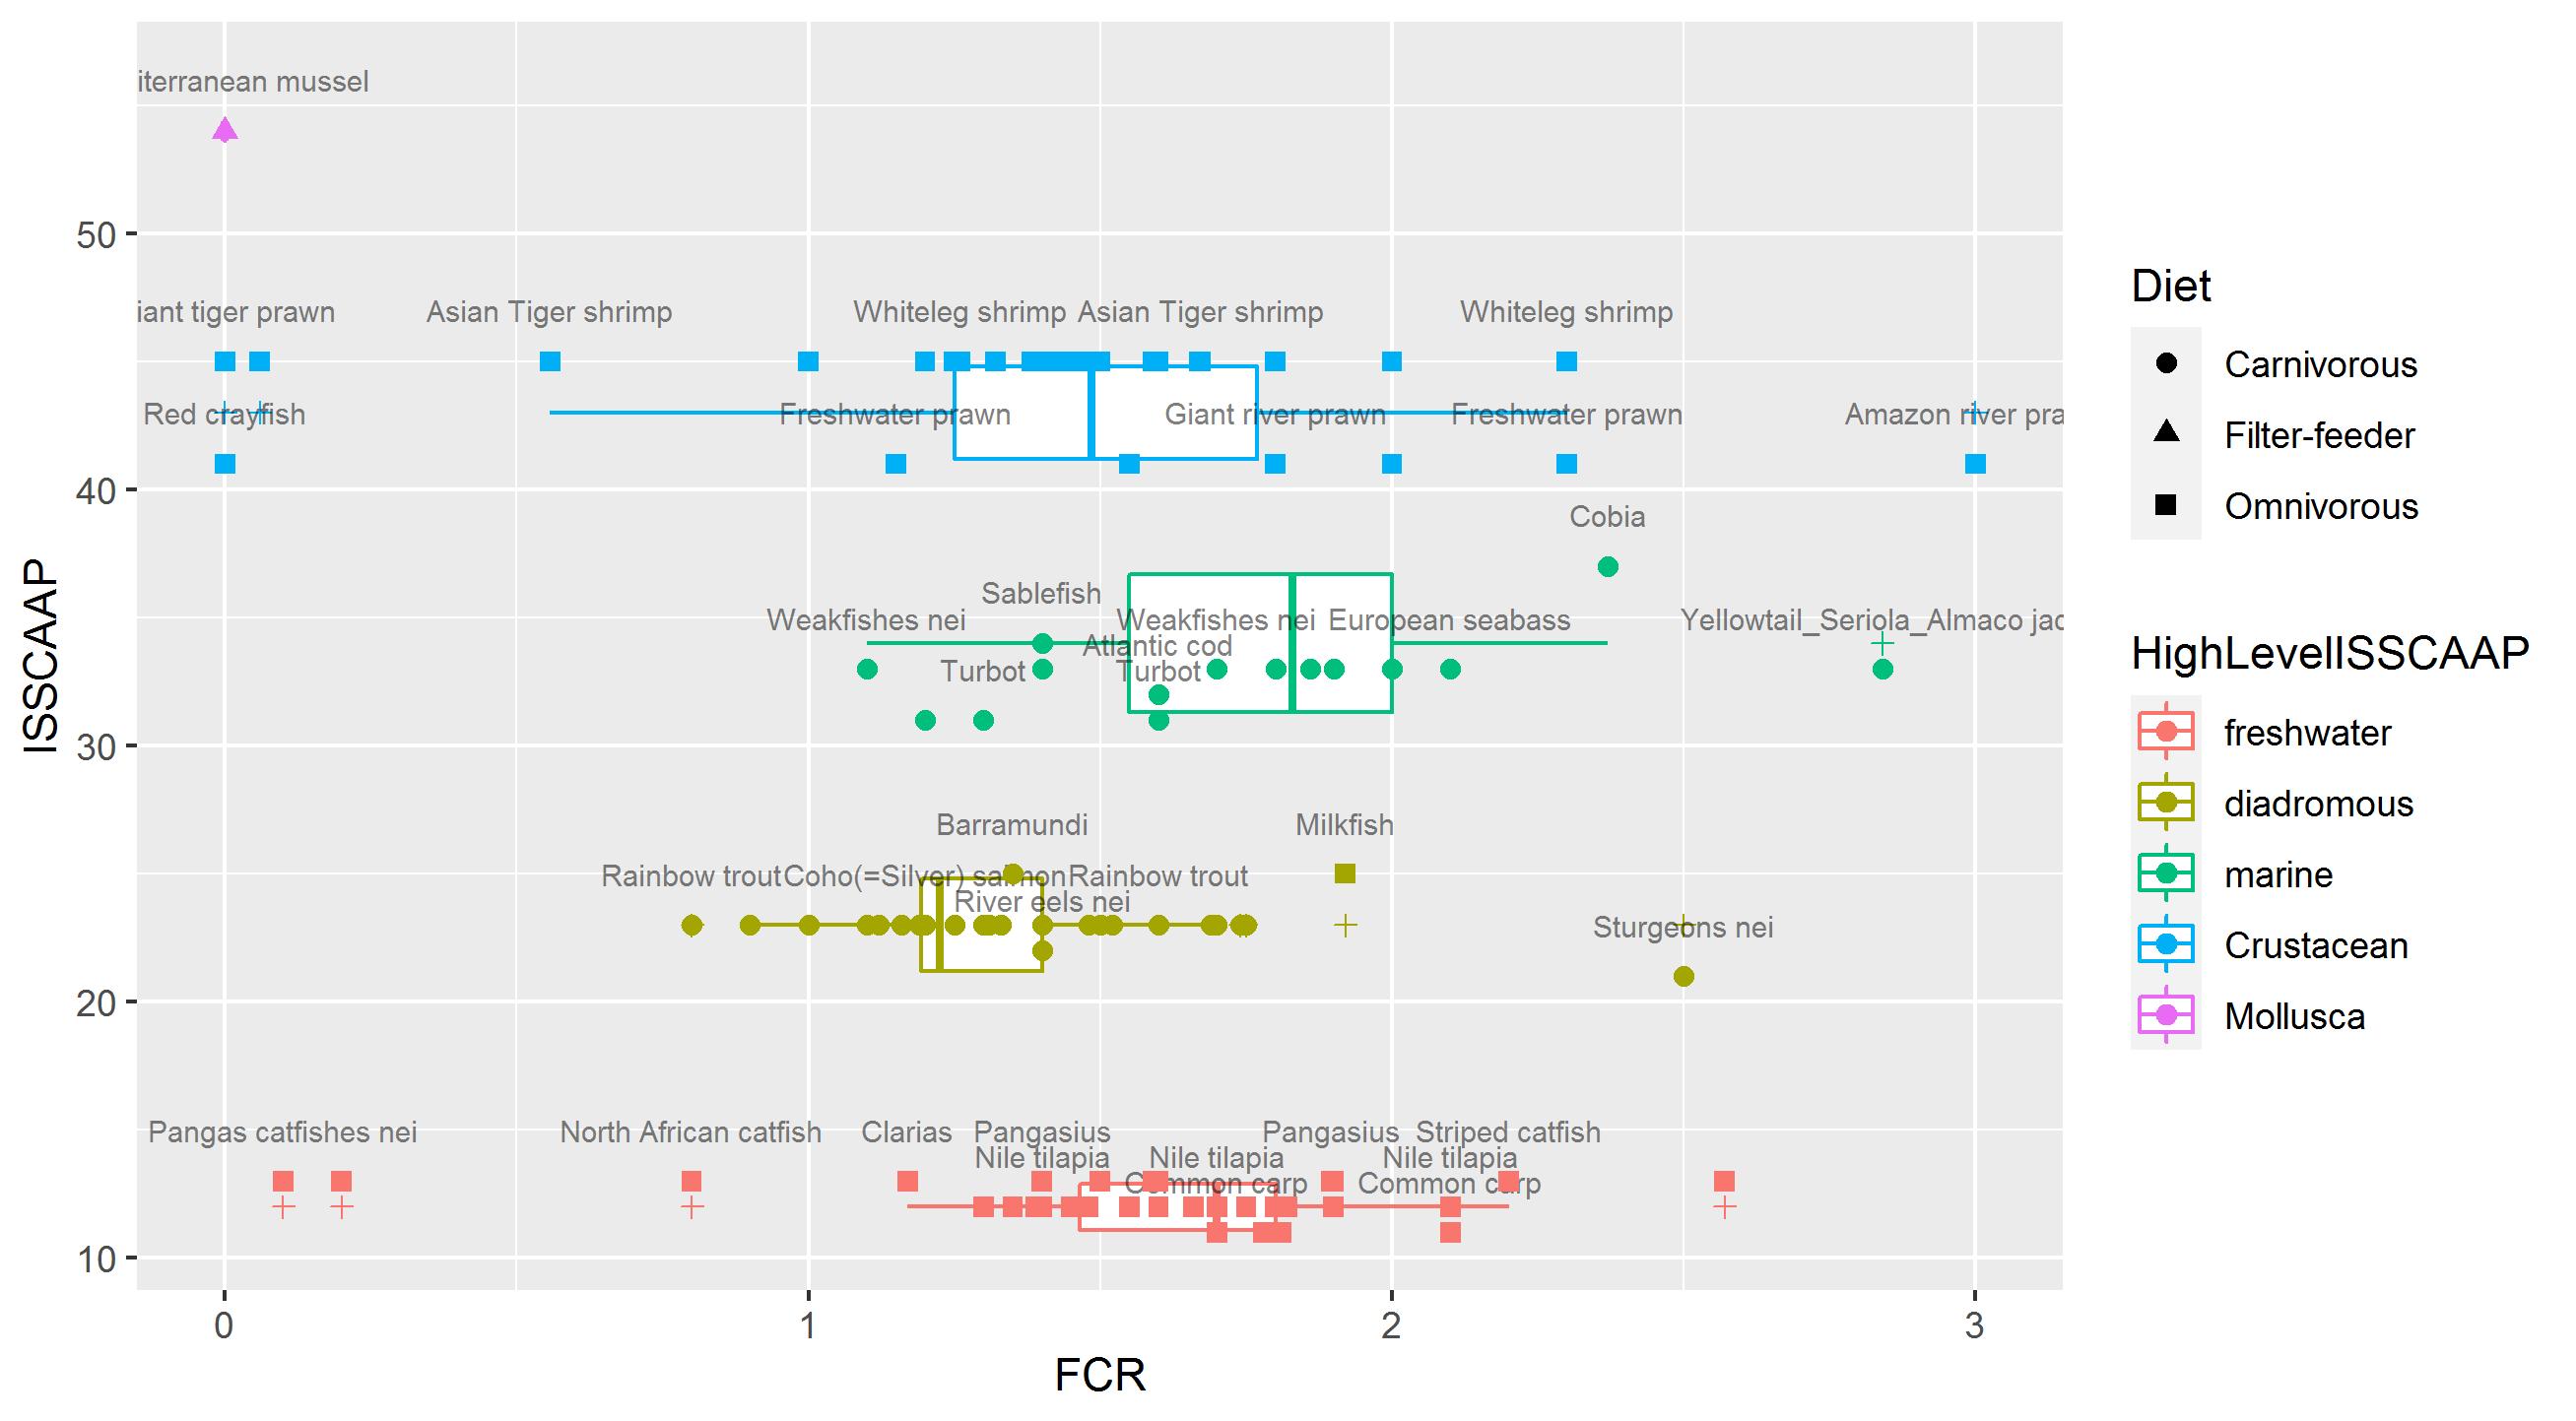 iterranean mussel
50
iant tiger prawn
Asian Tiger shrimp
Whiteleg shrimp
Asian Tiger shrimp
Whiteleg shrimp
Red crayfish
Freshwater prawn
Giant river prawn
Freshwater prawn
Amazon river pra
40
Cobia
Sablefish
Weakfishes nei
Weakfishes nei
European seabass
Yellowtail_Seriola_Almaco jac
Atlantic cod
Turbot
Turbot
30
Barramundi
Milkfish
Rainbow trout
Coho(=Silver) salmon
Rainbow trout
River eels nei
Sturgeons nei
20
Pangas catfishes nei
North African catfish
Clarias
Pangasius
Pangasius
Striped catfish
Nile tilapia
Nile tilapia
Nile tilapia
Common carp
Common carp
10
0
1
2
3
FCR
ISSCAAP
Diet
Carnivorous
Filter-feeder
Omnivorous
HighLevelISSCAAP
freshwater
diadromous
marine
Crustacean
Mollusca